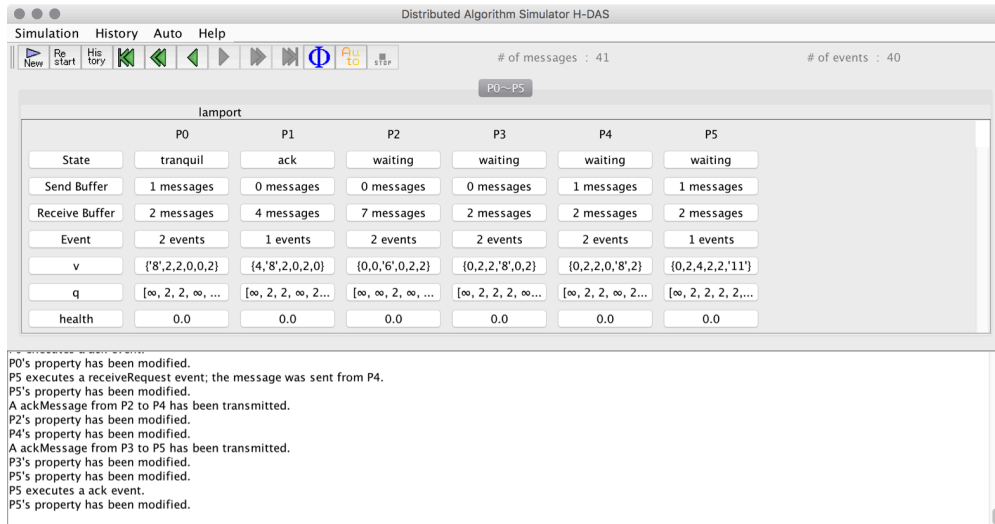 Distributed Algorithm Simulator H-DAS
Simulation History Auto Help
New Re start His tory Φ Au to STOP # of messages : 41 # of events : 40
P0~P5
lamport
P0 P1 P2 P3 P4 P5
State tranquil ack waiting waiting waiting waiting
Send Buffer 1 messages 0 messages 0 messages 0 messages 1 messages 1 messages
Receive Buffer 2 messages 4 messages 7 messages 2 messages 2 messages 2 messages
Event 2 events 1 events 2 events 2 events 2 events 1 events
v {'8',2,2,0,0,2} {4,'8',2,0,2,0} {0,0,'6',0,2,2} {0,2,2,'8',0,2} {0,2,2,0,'8',2} {0,2,4,2,2,'11'}
q [∞, 2, 2, ∞, ... [∞, 2, 2, ∞, 2... [∞, ∞, 2, ∞, ... [∞, 2, 2, 2, ∞... [∞, 2, 2, ∞, 2... [∞, 2, 2, 2, 2,...
health 0.0 0.0 0.0 0.0 0.0 0.0
P0's property has been modified.
P5 executes a receiveRequest event; the message was sent from P4.
P5's property has been modified.
A ackMessage from P2 to P4 has been transmitted.
P2's property has been modified.
P4's property has been modified.
A ackMessage from P3 to P5 has been transmitted.
P3's property has been modified.
P5's property has been modified.
P5 executes a ack event.
P5's property has been modified.